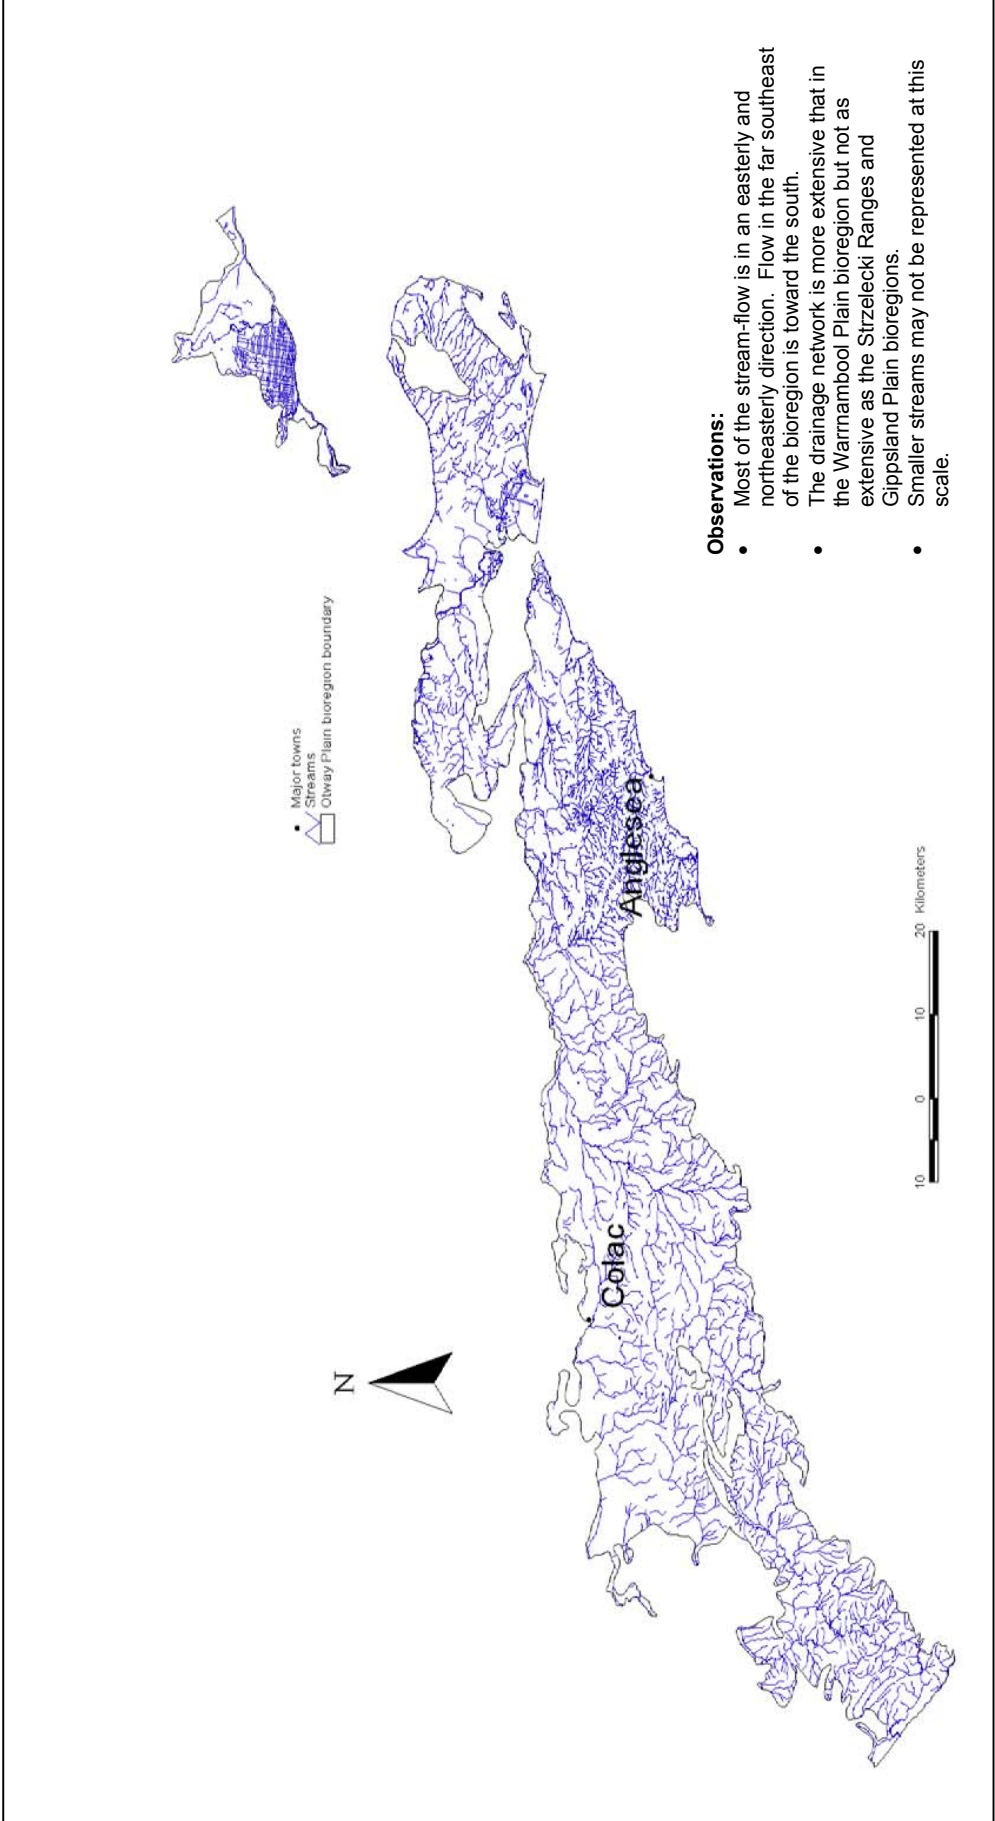 N
Major towns
Streams
Otway Plain bioregion boundary
Colac
Anglesea
10 0 10 20 Kilometers
Observations:
• Most of the stream-flow is in an easterly and
northeasterly direction. Flow in the far southeast
of the bioregion is toward the south.
• The drainage network is more extensive that in
the Warrnambool Plain bioregion but not as
extensive as the Strzelecki Ranges and
Gippsland Plain bioregions.
• Smaller streams may not be represented at this
scale.